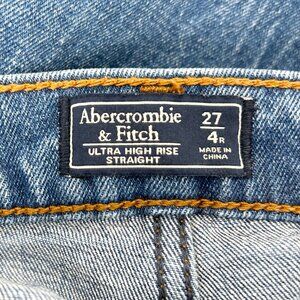 Abercrombie
& Fitch
ULTRA HIGH RISE
STRAIGHT
27
4R
MADE IN
CHINA